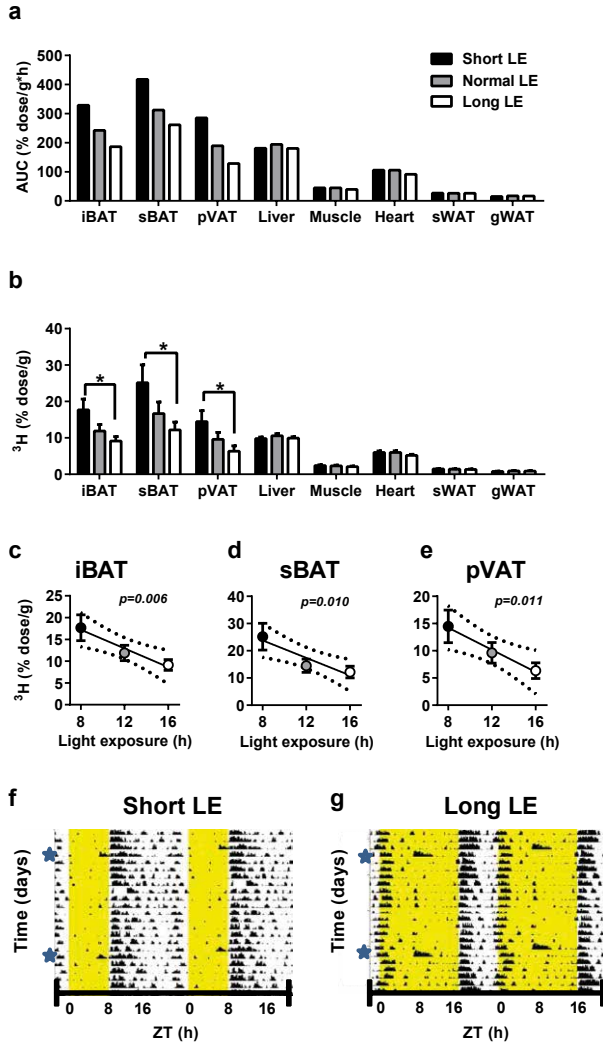 a
AUC (% dose/g*h)
500
400
300
200
100
0
Short LE
Normal LE
Long LE
iBAT sBAT pVAT Liver Muscle Heart sWAT gWAT
b
³H (% dose/g)
40
30
20
10
0
* * *
iBAT sBAT pVAT Liver Muscle Heart sWAT gWAT
c
iBAT
p=0.006
³H (% dose/g)
25
20
15
10
5
0
8 12 16
Light exposure (h)
d
sBAT
p=0.010
40
30
20
10
0
8 12 16
Light exposure (h)
e
pVAT
p=0.011
20
15
10
5
0
8 12 16
Light exposure (h)
f
Short LE
Time (days)
0 8 16 0 8 16
ZT (h)
g
Long LE
Time (days)
0 8 16 0 8 16
ZT (h)